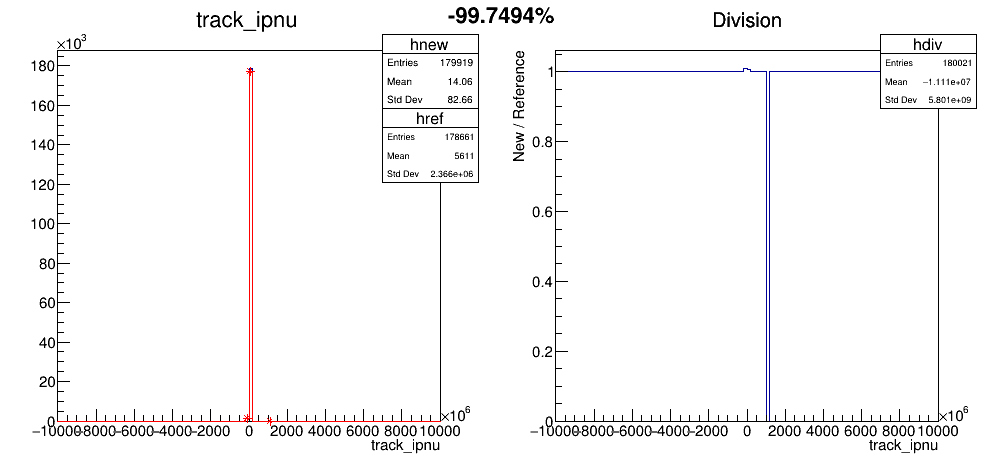 -99.7494%
track_ipnu
×10³
180
160
140
120
100
80
60
40
20
0
−10000 −8000 −6000 −4000 −2000 0 2000 4000 6000 8000 10000
×10⁶
track_ipnu
hnew
Entries 179919
Mean 14.06
Std Dev 82.66
href
Entries 178661
Mean 5611
Std Dev 2.366e+06
Division
New / Reference
1
0.8
0.6
0.4
0.2
0
−10000 −8000 −6000 −4000 −2000 0 2000 4000 6000 8000 10000
×10⁶
track_ipnu
hdiv
Entries 180021
Mean −1.111e+07
Std Dev 5.801e+09